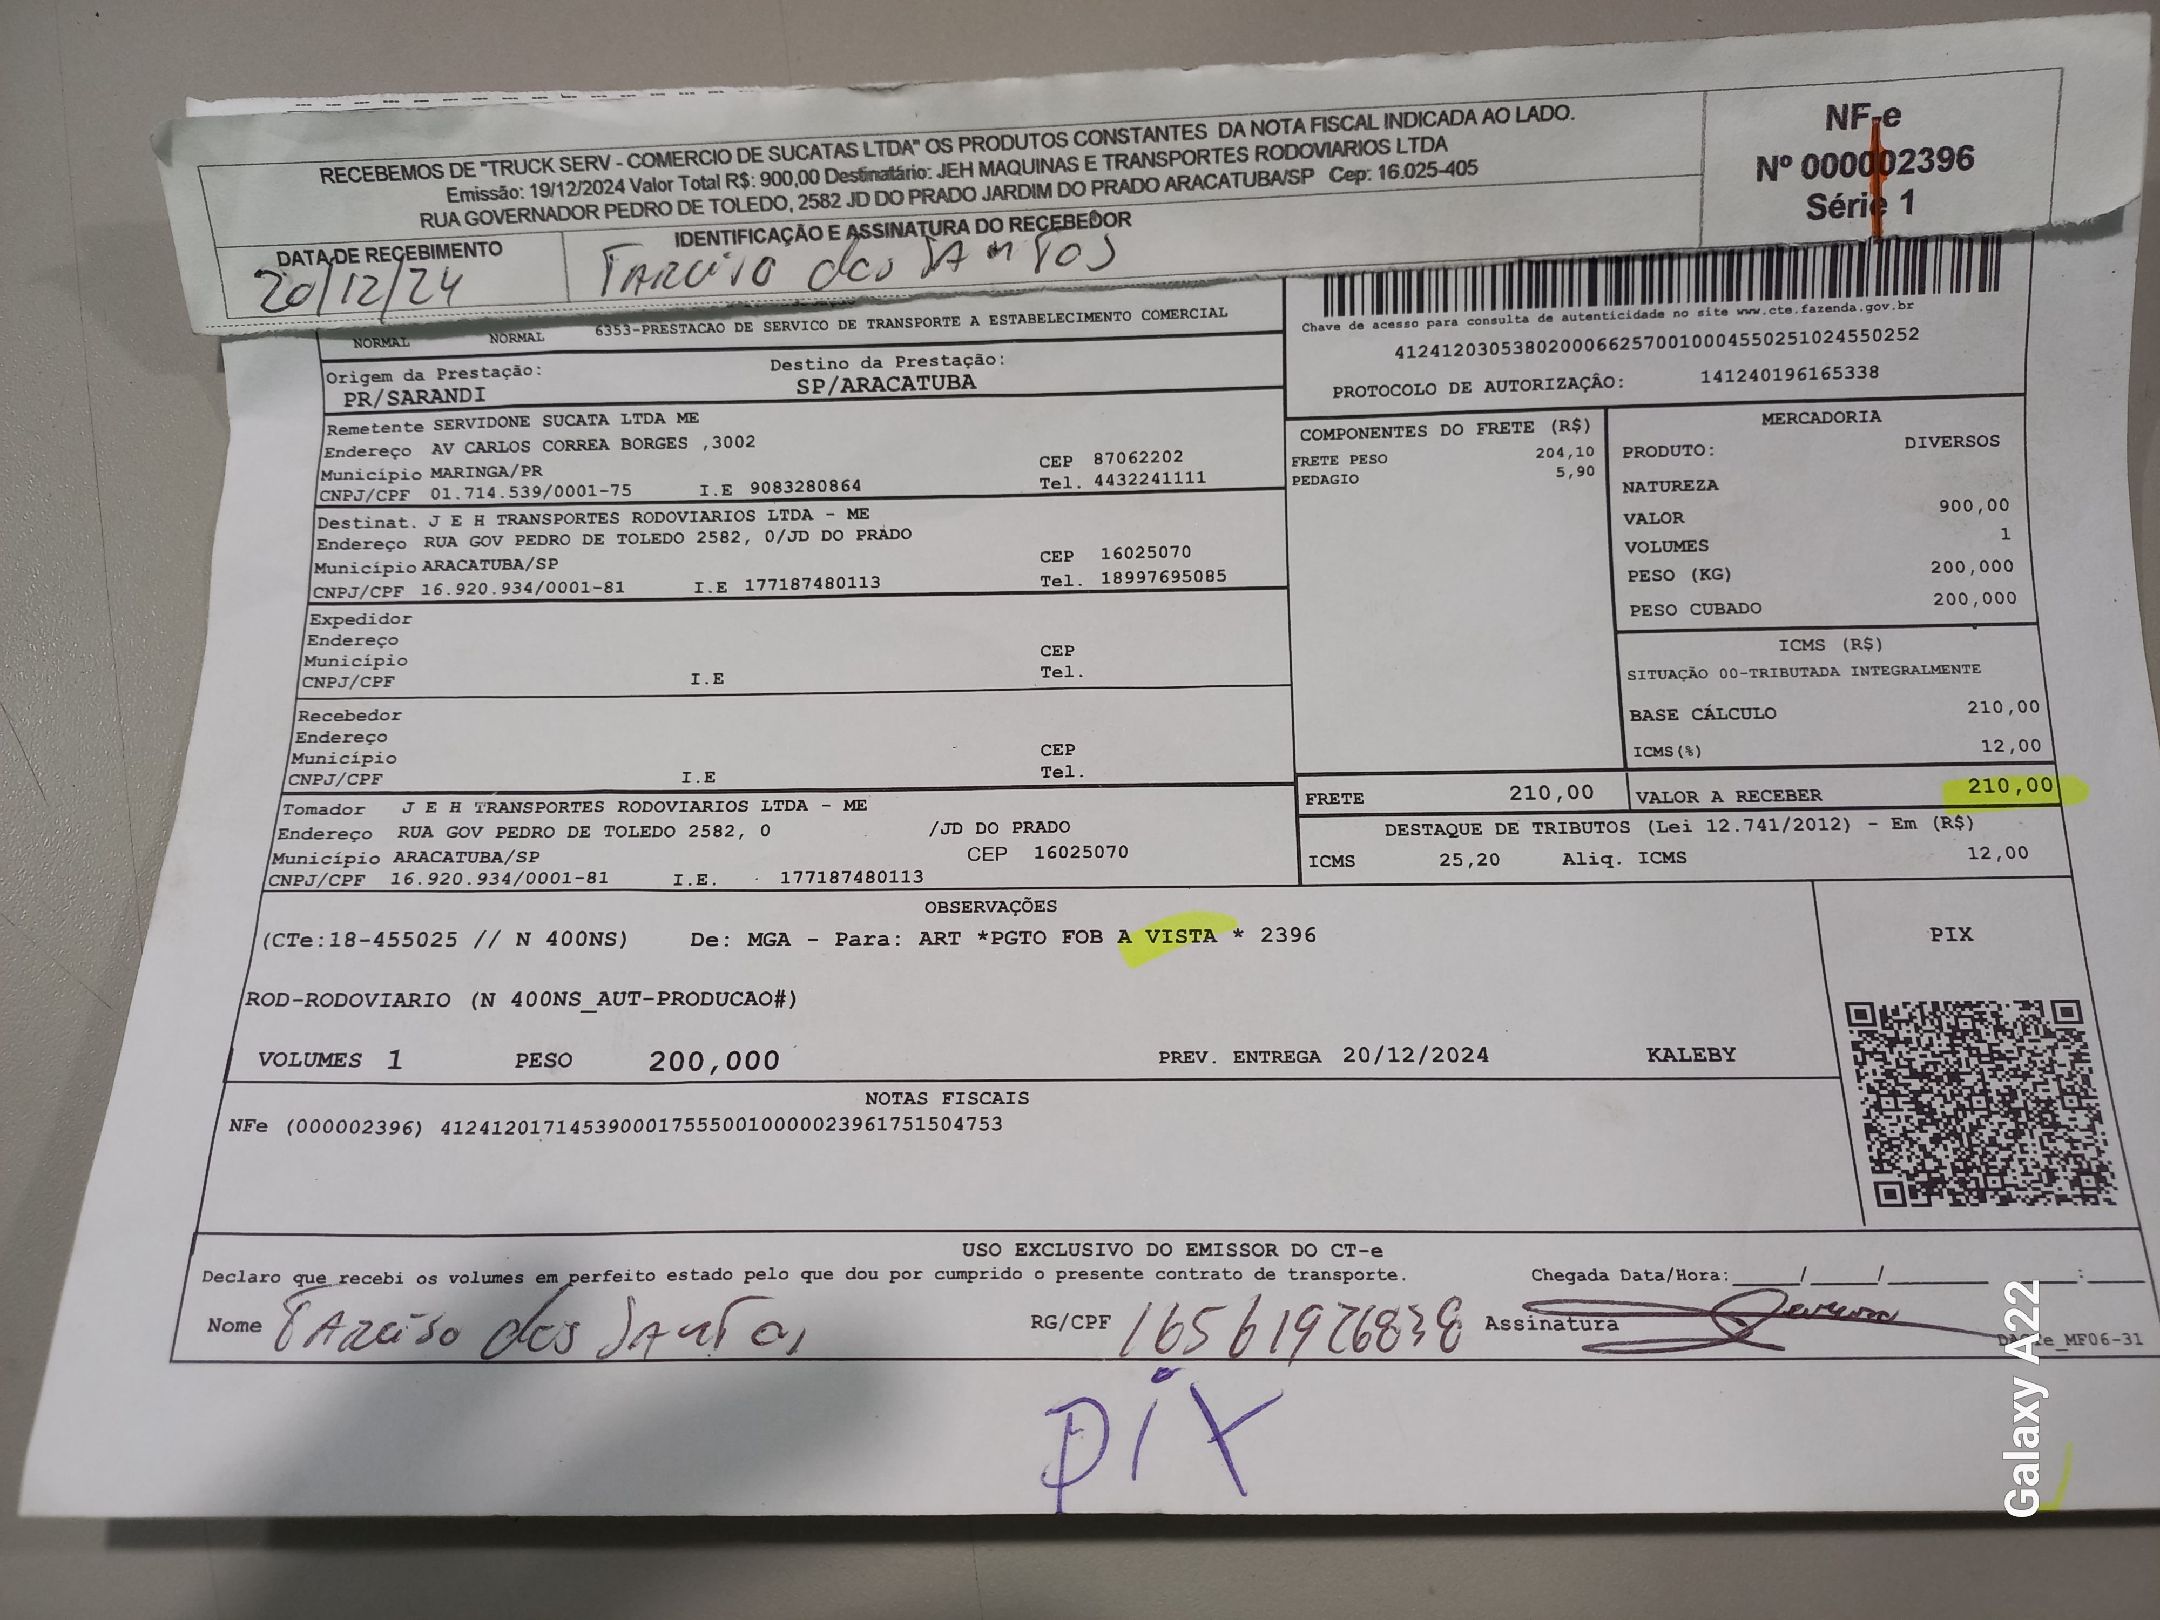 RECEBEMOS DE "TRUCK SERV - COMERCIO DE SUCATAS LTDA" OS PRODUTOS CONSTANTES DA NOTA FISCAL INDICADA AO LADO.
Emissão: 19/12/2024 Valor Total R$: 900,00 Destinatário: JEH MAQUINAS E TRANSPORTES RODOVIARIOS LTDA
RUA GOVERNADOR PEDRO DE TOLEDO, 2582 JD DO PRADO JARDIM DO PRADO ARACATUBA/SP Cep: 16.025-405
NF-e
Nº 000002396
Série 1
DATA DE RECEBIMENTO
20/12/24
IDENTIFICAÇÃO E ASSINATURA DO RECEBEDOR
Tarciso dos Santos
NORMAL NORMAL 6353-PRESTACAO DE SERVICO DE TRANSPORTE A ESTABELECIMENTO COMERCIAL
Origem da Prestação: Destino da Prestação:
PR/SARANDI SP/ARACATUBA
Chave de acesso para consulta de autenticidade no site www.cte.fazenda.gov.br
41241203053802000662570010004550251024550252
PROTOCOLO DE AUTORIZAÇÃO: 141240196165338
Remetente SERVIDONE SUCATA LTDA ME
Endereço AV CARLOS CORREA BORGES ,3002
Município MARINGA/PR CEP 87062202
CNPJ/CPF 01.714.539/0001-75 I.E 9083280864 Tel. 4432241111
Destinat. J E H TRANSPORTES RODOVIARIOS LTDA - ME
Endereço RUA GOV PEDRO DE TOLEDO 2582, 0/JD DO PRADO
Município ARACATUBA/SP CEP 16025070
CNPJ/CPF 16.920.934/0001-81 I.E 177187480113 Tel. 18997695085
Expedidor
Endereço
Município CEP
CNPJ/CPF I.E Tel.
Recebedor
Endereço
Município CEP
CNPJ/CPF I.E Tel.
Tomador J E H TRANSPORTES RODOVIARIOS LTDA - ME
Endereço RUA GOV PEDRO DE TOLEDO 2582, 0 /JD DO PRADO
Município ARACATUBA/SP CEP 16025070
CNPJ/CPF 16.920.934/0001-81 I.E. 177187480113
COMPONENTES DO FRETE (R$)
FRETE PESO 204,10
PEDAGIO 5,90
MERCADORIA
PRODUTO: DIVERSOS
NATUREZA
VALOR 900,00
VOLUMES 1
PESO (KG) 200,000
PESO CUBADO 200,000
ICMS (R$)
SITUAÇÃO 00-TRIBUTADA INTEGRALMENTE
BASE CÁLCULO 210,00
ICMS(%) 12,00
FRETE 210,00 VALOR A RECEBER 210,00
DESTAQUE DE TRIBUTOS (Lei 12.741/2012) - Em (R$)
ICMS 25,20 Aliq. ICMS 12,00
OBSERVAÇÕES
(CTe:18-455025 // N 400NS) De: MGA - Para: ART *PGTO FOB A VISTA * 2396
ROD-RODOVIARIO (N 400NS_AUT-PRODUCAO#)
VOLUMES 1 PESO 200,000 PREV. ENTREGA 20/12/2024 KALEBY
PIX
NOTAS FISCAIS
NFe (000002396) 41241201714539000175550010000023961751504753
USO EXCLUSIVO DO EMISSOR DO CT-e
Declaro que recebi os volumes em perfeito estado pelo que dou por cumprido o presente contrato de transporte. Chegada Data/Hora: / / :
Nome Tarciso dos Santos RG/CPF 16561926838 Assinatura
MF06-31
PiX
Galaxy A22